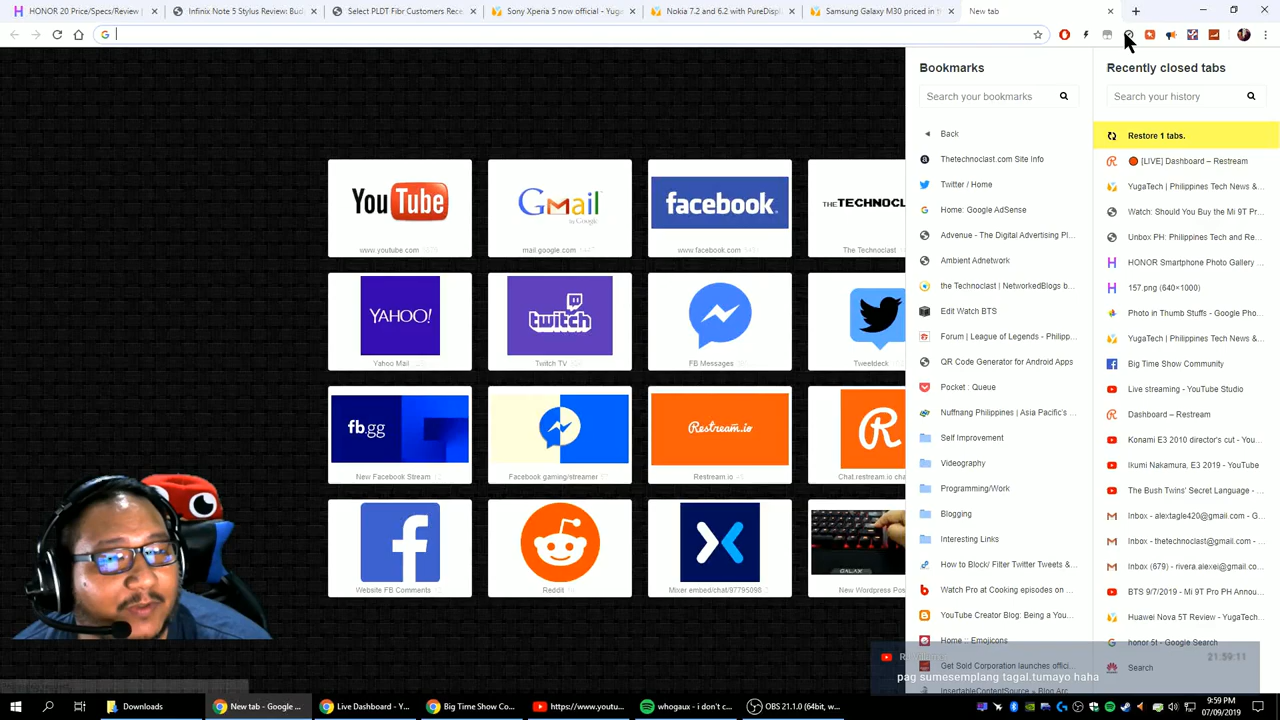 HONOR 20 Price/Specs/Review
Infinix Note 5 Stylus Review: Bud
Select PLDT Fibr Customers Rece
Sony Xperia 5 now official - Yuga
Nokia 7.2 and 6.2 with PureDispl
Samsung Galaxy M30 priced in t
New tab
Bookmarks
Search your bookmarks
Back
Thetechnoclast.com Site Info
Twitter / Home
Home: Google AdSense
Advenue - The Digital Advertising Pl...
Ambient Adnetwork
the Technoclast | NetworkedBlogs b...
Edit Watch BTS
Forum | League of Legends - Philipp...
QR Code Generator for Android Apps
Pocket : Queue
Nuffnang Philippines | Asia Pacific's ...
Self Improvement
Videography
Programming/Work
Blogging
Interesting Links
How to Block/ Filter Twitter Tweets &...
Watch Pro at Cooking episodes on ...
YouTube Creator Blog: Being a You...
Home :: Emojicons
Get Sold Corporation launches offici...
InsertableContentSource « Blog Arc...
Recently closed tabs
Search your history
Restore 1 tabs.
[LIVE] Dashboard – Restream
YugaTech | Philippines Tech News &...
Watch: Should You Buy the Mi 9T Pr...
Unbox PH: Philippines Tech and Re...
HONOR Smartphone Photo Gallery ...
157.png (640×1000)
Photo in Thumb Stuffs - Google Pho...
YugaTech | Philippines Tech News &...
Big Time Show Community
Live streaming - YouTube Studio
Dashboard – Restream
Konami E3 2010 director's cut - You...
Ikumi Nakamura, E3 2019 - YouTube
The Bush Twins' Secret Language - ...
Inbox - alextagle420@gmail.com - G...
Inbox - thetechnoclast@gmail.com - ...
Inbox (679) - rivera.alexei@gmail.co...
BTS 9/7/2019 - Mi 9T Pro PH Annou...
Huawei Nova 5T Review - YugaTec...
honor 5t - Google Search
Search
You Tube
www.youtube.com
Gmail
by Google
mail.google.com
facebook.
www.facebook.com
THE TECHNOCL
The Technoclast
YAHOO!
Yahoo Mail
twitch
Twitch TV
FB Messages
Tweetdeck
fb.gg
New Facebook Stream
Facebook gaming/streamer
Restream.io
Restream.io
R
Chat.restream.io cha
Website FB Comments
Reddit
Mixer embed/chat/97795098
GALAX
New Wordpress Pos
21:59:11
pag sumesemplang tagal.tumayo haha
Downloads
New tab - Google ...
Live Dashboard - Y...
Big Time Show Co...
https://www.youtu...
whogaux - i don't c...
OBS 21.1.0 (64bit, w...
9:59 PM
07/09/2019